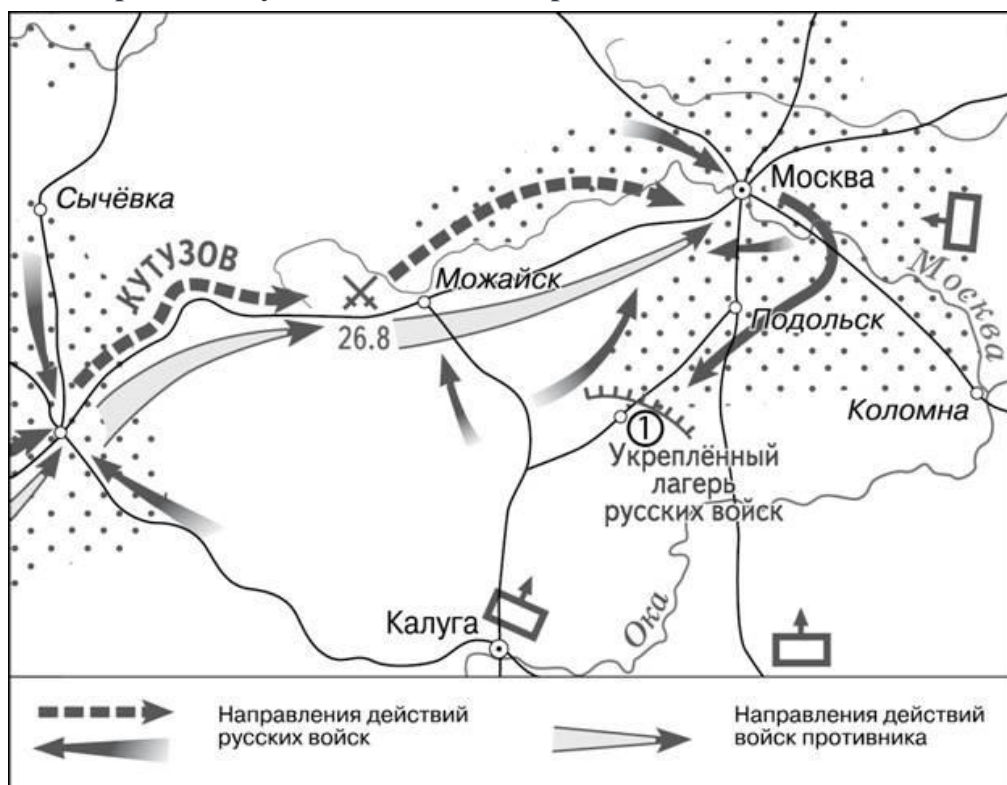 Сычёвка
КУТУЗОВ
26.8
Можайск
Москва
Москва
Подольск
Коломна
1
Укреплённый
лагерь
русских войск
Калуга
Ока
Направления действий
русских войск
Направления действий
войск противника